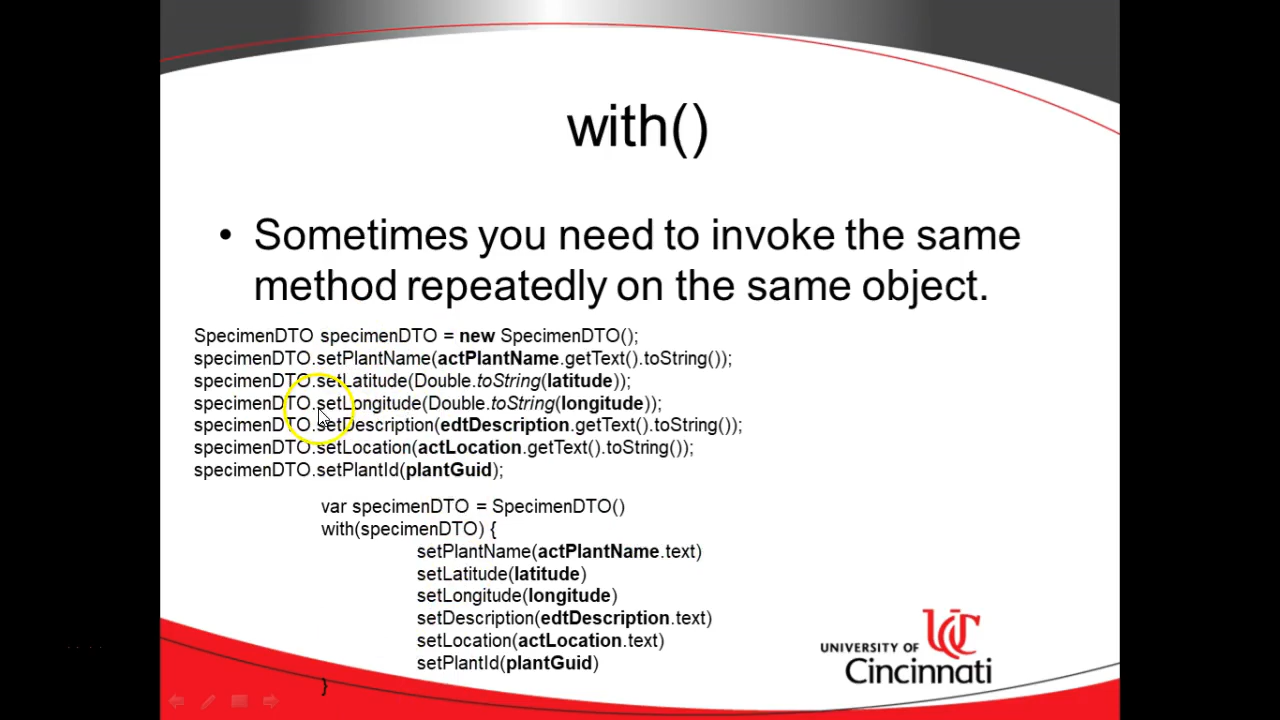 with()
• Sometimes you need to invoke the same
method repeatedly on the same object.
SpecimenDTO specimenDTO = new SpecimenDTO();
specimenDTO.setPlantName(actPlantName.getText().toString());
specimenDTO.setLatitude(Double.toString(latitude));
specimenDTO.setLongitude(Double.toString(longitude));
specimenDTO.setDescription(edtDescription.getText().toString());
specimenDTO.setLocation(actLocation.getText().toString());
specimenDTO.setPlantId(plantGuid);
var specimenDTO = SpecimenDTO()
with(specimenDTO) {
setPlantName(actPlantName.text)
setLatitude(latitude)
setLongitude(longitude)
setDescription(edtDescription.text)
setLocation(actLocation.text)
setPlantId(plantGuid)
}
UC
UNIVERSITY OF
Cincinnati